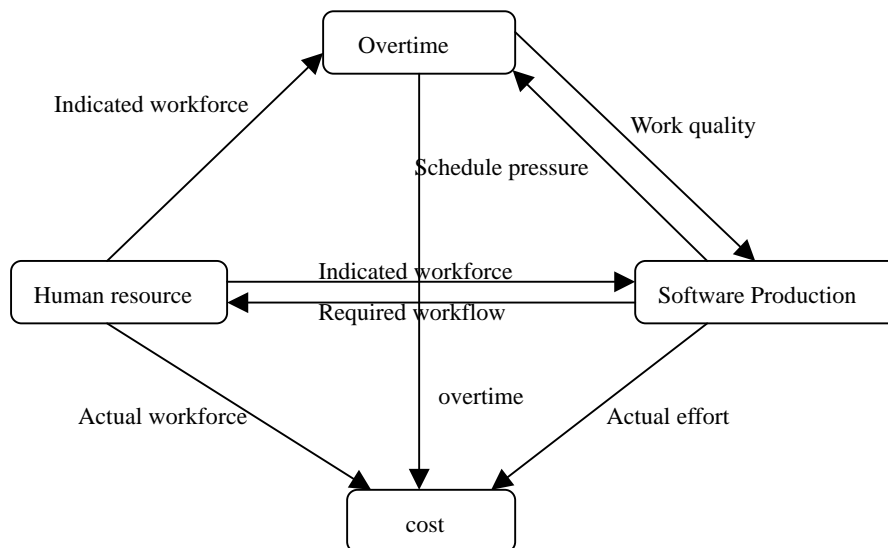 Overtime
Indicated workforce
Work quality
Schedule pressure
Indicated workforce
Human resource
Software Production
Required workflow
overtime
Actual workforce
Actual effort
cost